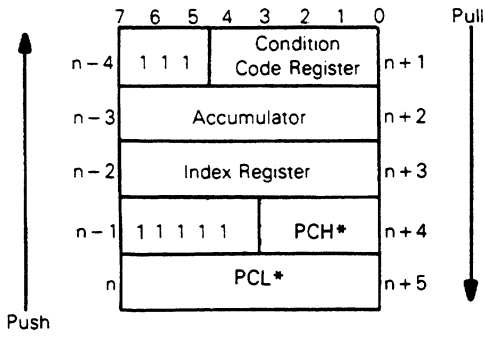 7 6 5 4 3 2 1 0 Pull
n-4 1 1 1 Condition Code Register n+1
n-3 Accumulator n+2
n-2 Index Register n+3
n-1 1 1 1 1 1 PCH* n+4
n PCL* n+5
Push